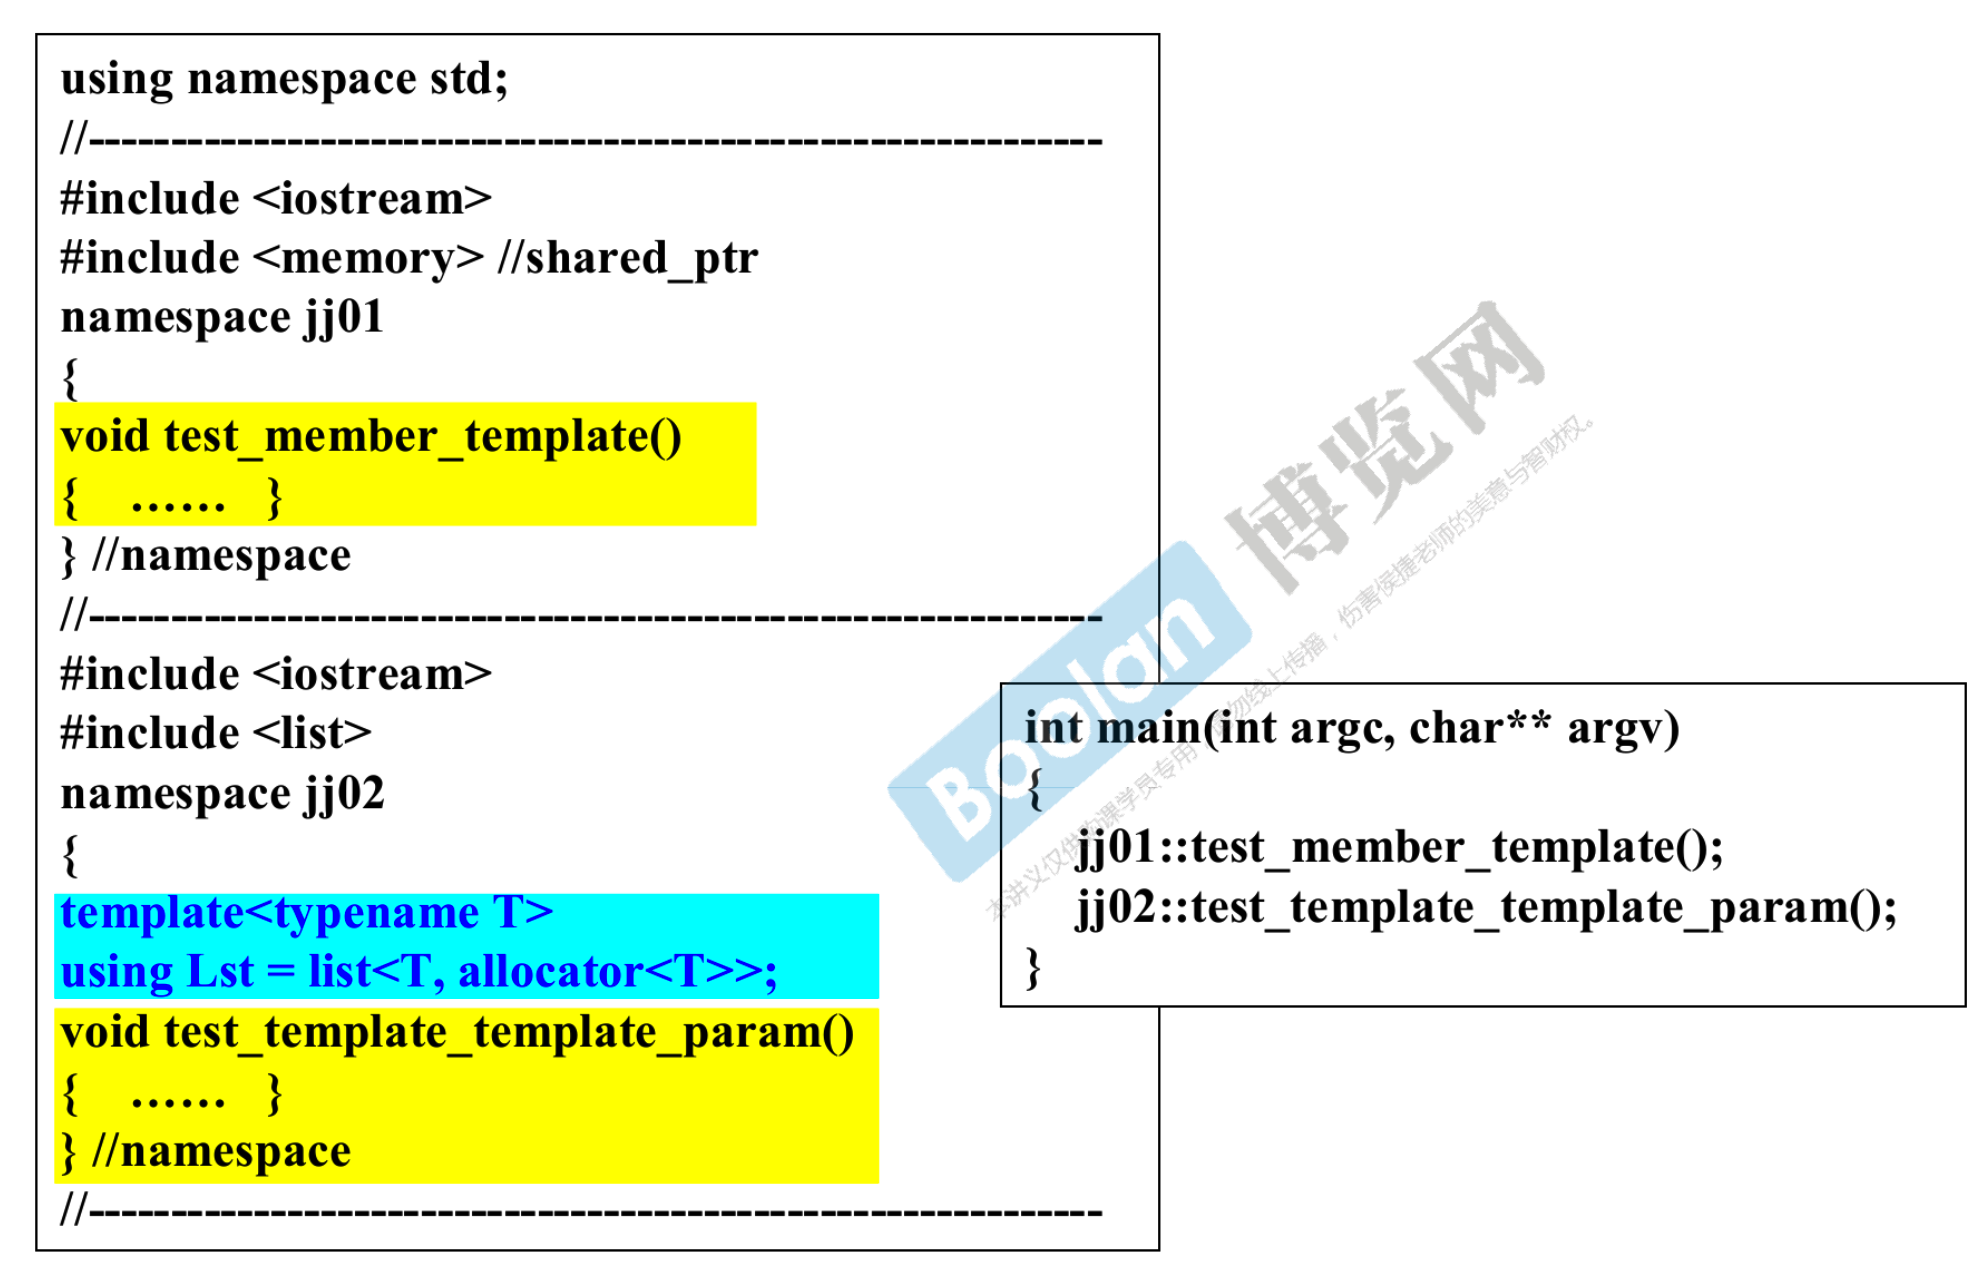 using namespace std;
//----------------------------------------------------------------
#include <iostream>
#include <memory> //shared_ptr
namespace jj01
{
void test_member_template()
{ …… }
} //namespace
//----------------------------------------------------------------
#include <iostream>
#include <list>
namespace jj02
{
template<typename T>
using Lst = list<T, allocator<T>>;
void test_template_template_param()
{ …… }
} //namespace
//----------------------------------------------------------------
int main(int argc, char** argv)
{
jj01::test_member_template();
jj02::test_template_template_param();
}
Boolan
博览网
本讲义仅供购课学员专用，请勿线上传播，伤害侯捷老师的美意与智财权。